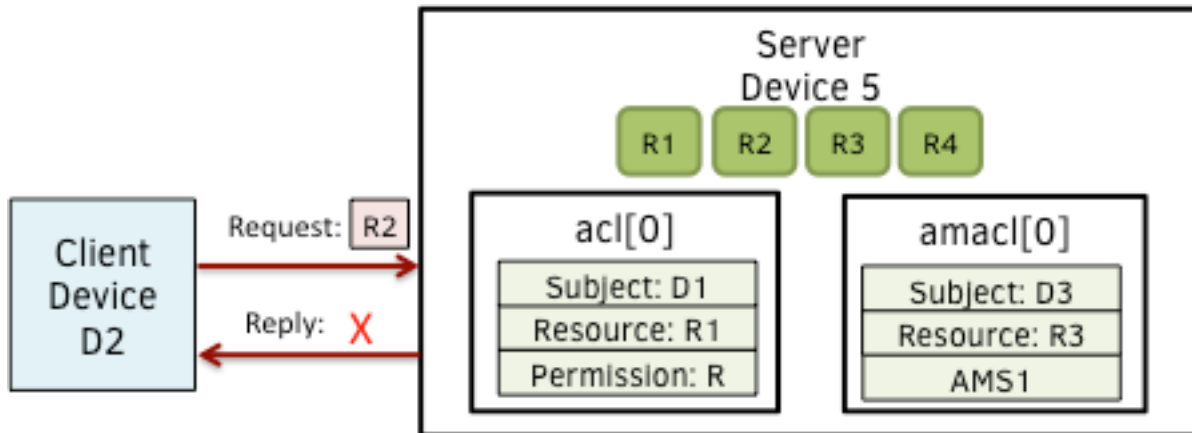 Server
Device 5
R1 R2 R3 R4
Client
Device
D2
Request: R2
Reply: X
acl[0]
Subject: D1
Resource: R1
Permission: R
amacl[0]
Subject: D3
Resource: R3
AMS1